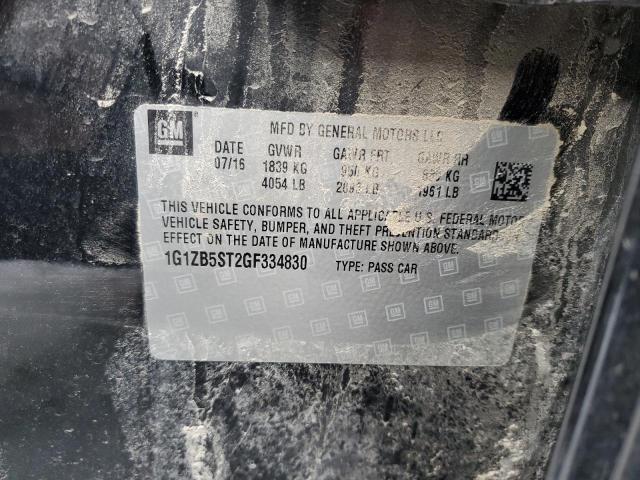 GM
MFD BY GENERAL MOTORS LLC
DATE GVWR GAWR FRT GAWR RR
07/16 1839 KG 950 KG KG
4054 LB LB 1961 LB
THIS VEHICLE CONFORMS TO ALL APPLICABLE U.S. FEDERAL MOTOR
VEHICLE SAFETY, BUMPER, AND THEFT PREVENTION STANDARDS
EFFECT ON THE DATE OF MANUFACTURE SHOWN ABOVE.
1G1ZB5ST2GF334830 TYPE: PASS CAR